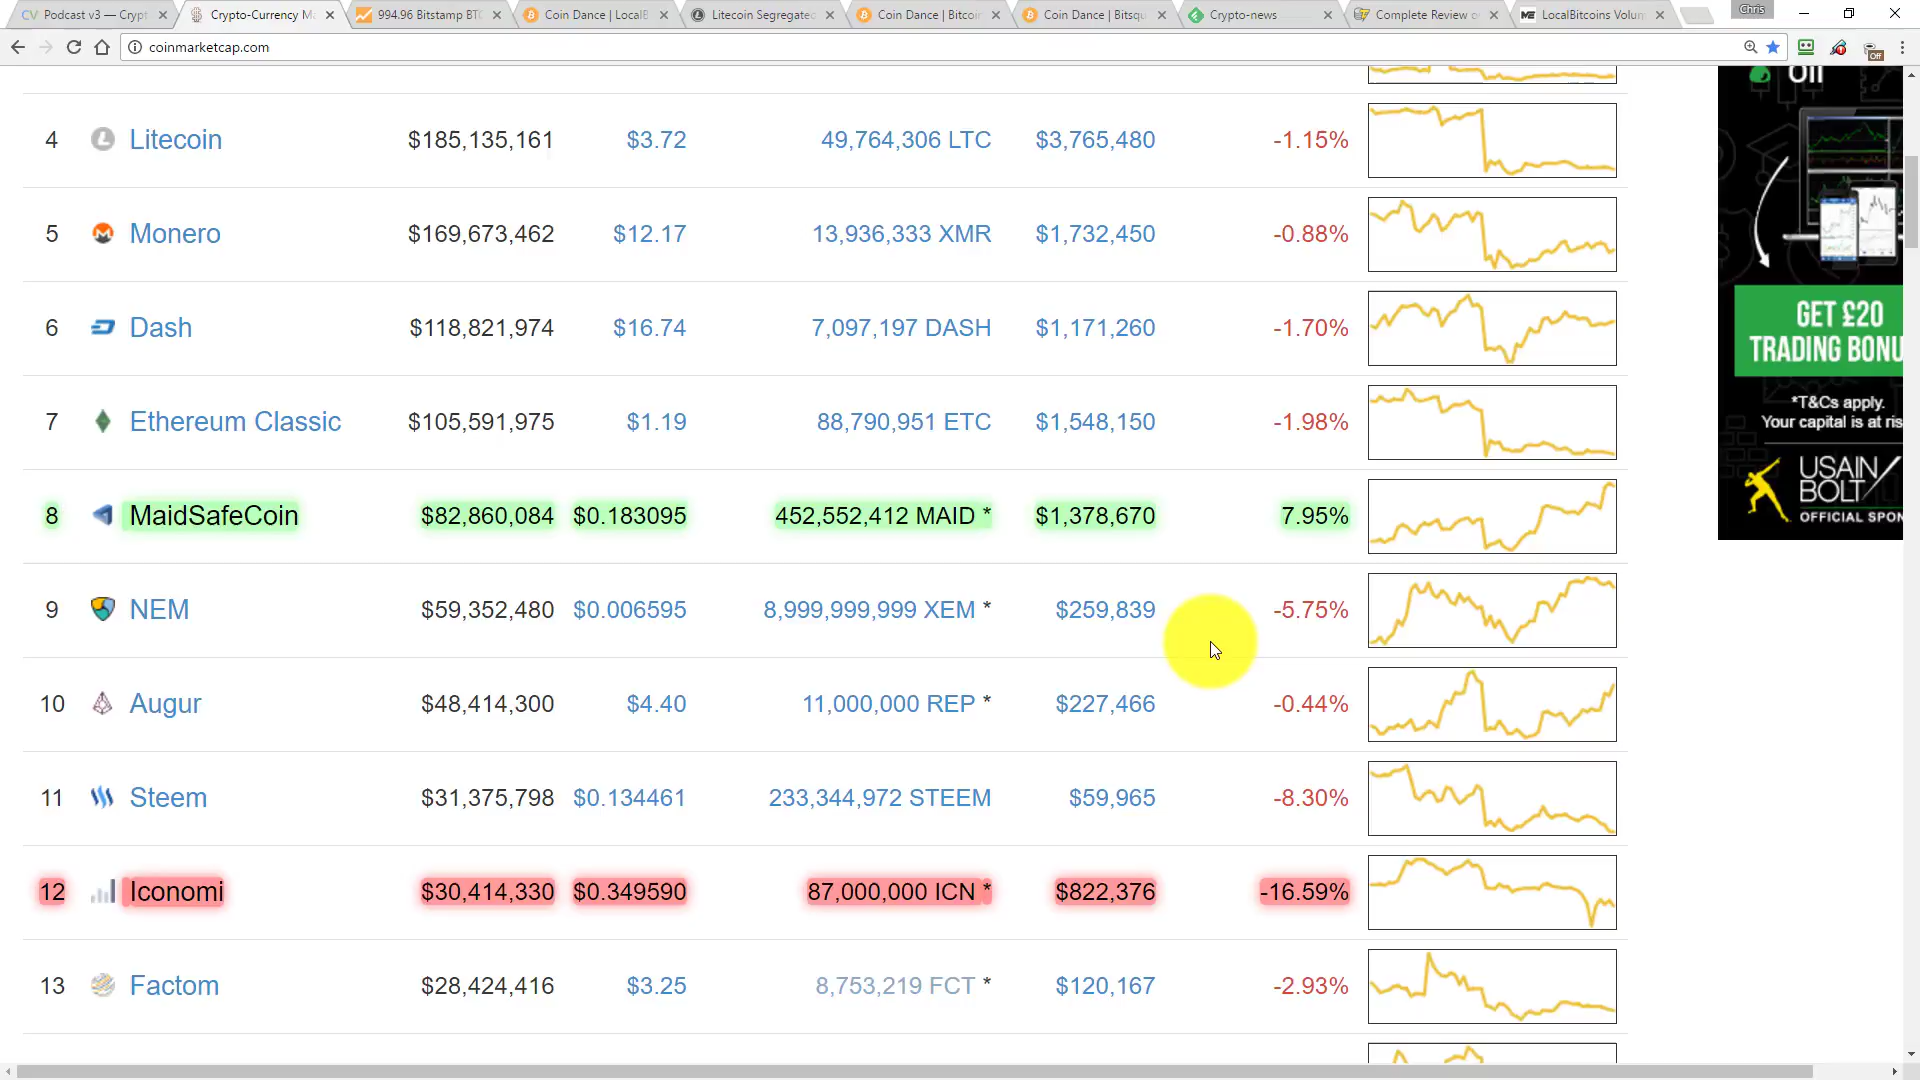 CV Podcast v3 — Crypt
Crypto-Currency Ma
994.96 Bitstamp BTC
Coin Dance | LocalB
Litecoin Segregated
Coin Dance | Bitcoin
Coin Dance | Bitsqu
Crypto-news
Complete Review o
LocalBitcoins Volum
Chris
coinmarketcap.com
Off
4 Litecoin $185,135,161 $3.72 49,764,306 LTC $3,765,480 -1.15%
5 Monero $169,673,462 $12.17 13,936,333 XMR $1,732,450 -0.88%
6 Dash $118,821,974 $16.74 7,097,197 DASH $1,171,260 -1.70%
7 Ethereum Classic $105,591,975 $1.19 88,790,951 ETC $1,548,150 -1.98%
8 MaidSafeCoin $82,860,084 $0.183095 452,552,412 MAID * $1,378,670 7.95%
9 NEM $59,352,480 $0.006595 8,999,999,999 XEM * $259,839 -5.75%
10 Augur $48,414,300 $4.40 11,000,000 REP * $227,466 -0.44%
11 Steem $31,375,798 $0.134461 233,344,972 STEEM $59,965 -8.30%
12 Iconomi $30,414,330 $0.349590 87,000,000 ICN * $822,376 -16.59%
13 Factom $28,424,416 $3.25 8,753,219 FCT * $120,167 -2.93%
GET £20
TRADING BONU
*T&Cs apply.
Your capital is at ris
USAIN
BOLT
OFFICIAL SPON